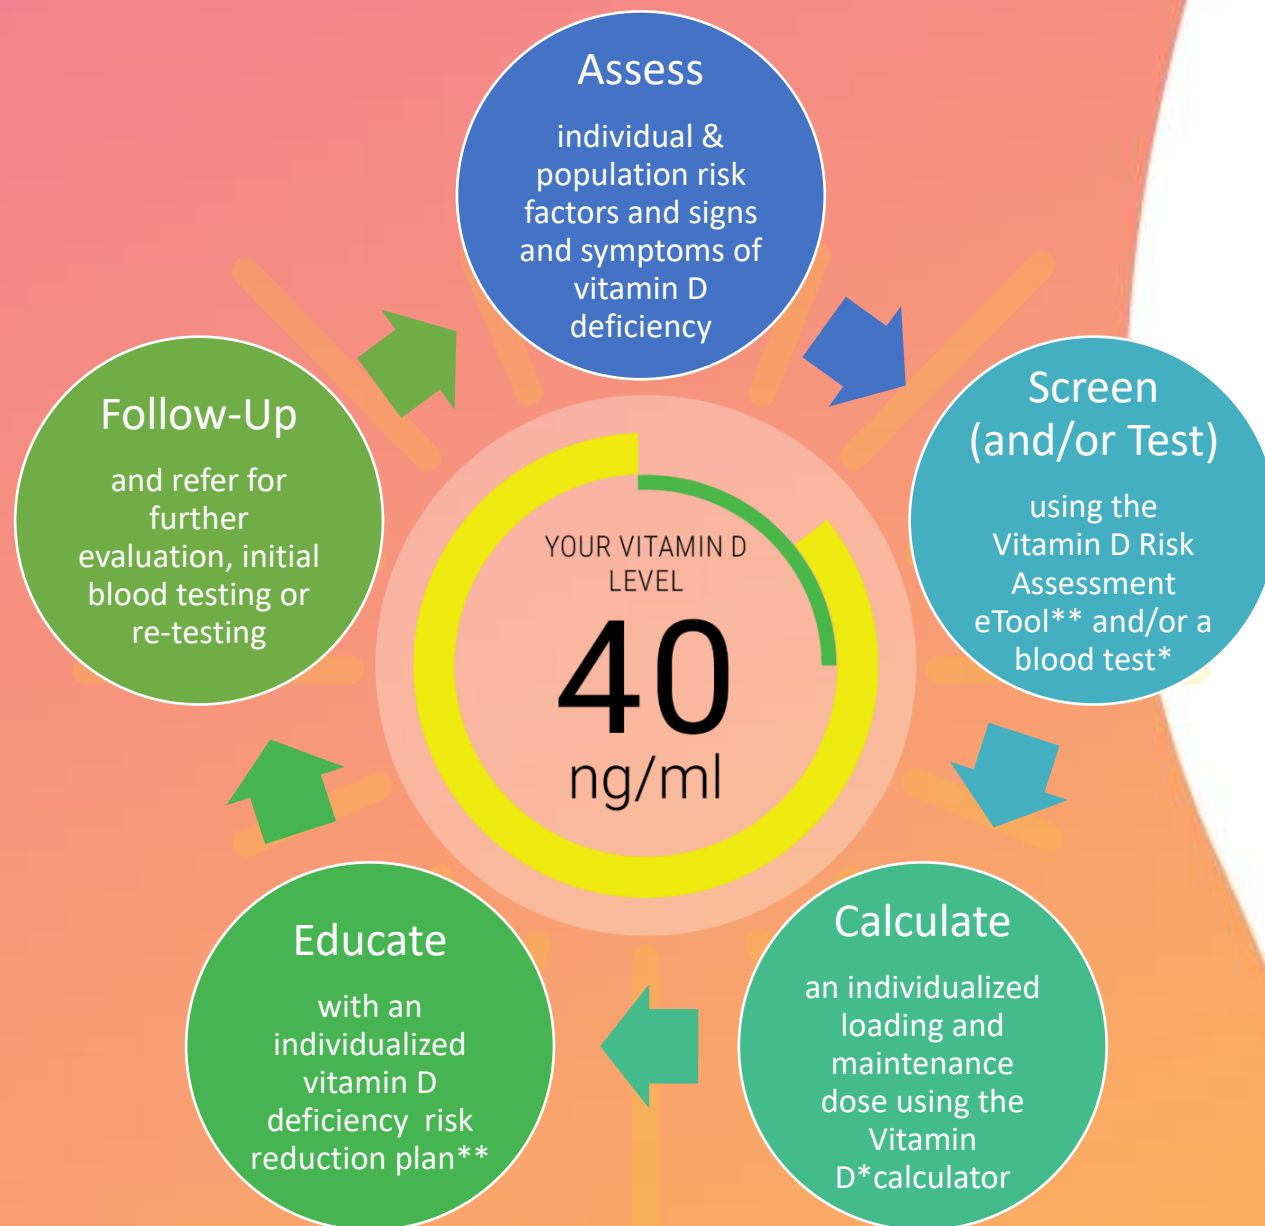 Assess
individual &
population risk
factors and signs
and symptoms of
vitamin D
deficiency
Screen
(and/or Test)
using the
Vitamin D Risk
Assessment
eTool** and/or a
blood test*
Calculate
an individualized
loading and
maintenance
dose using the
Vitamin
D*calculator
Educate
with an
individualized
vitamin D
deficiency  risk
reduction plan**
Follow-Up
and refer for
further
evaluation, initial
blood testing or
re-testing
YOUR VITAMIN D
LEVEL
40
ng/ml